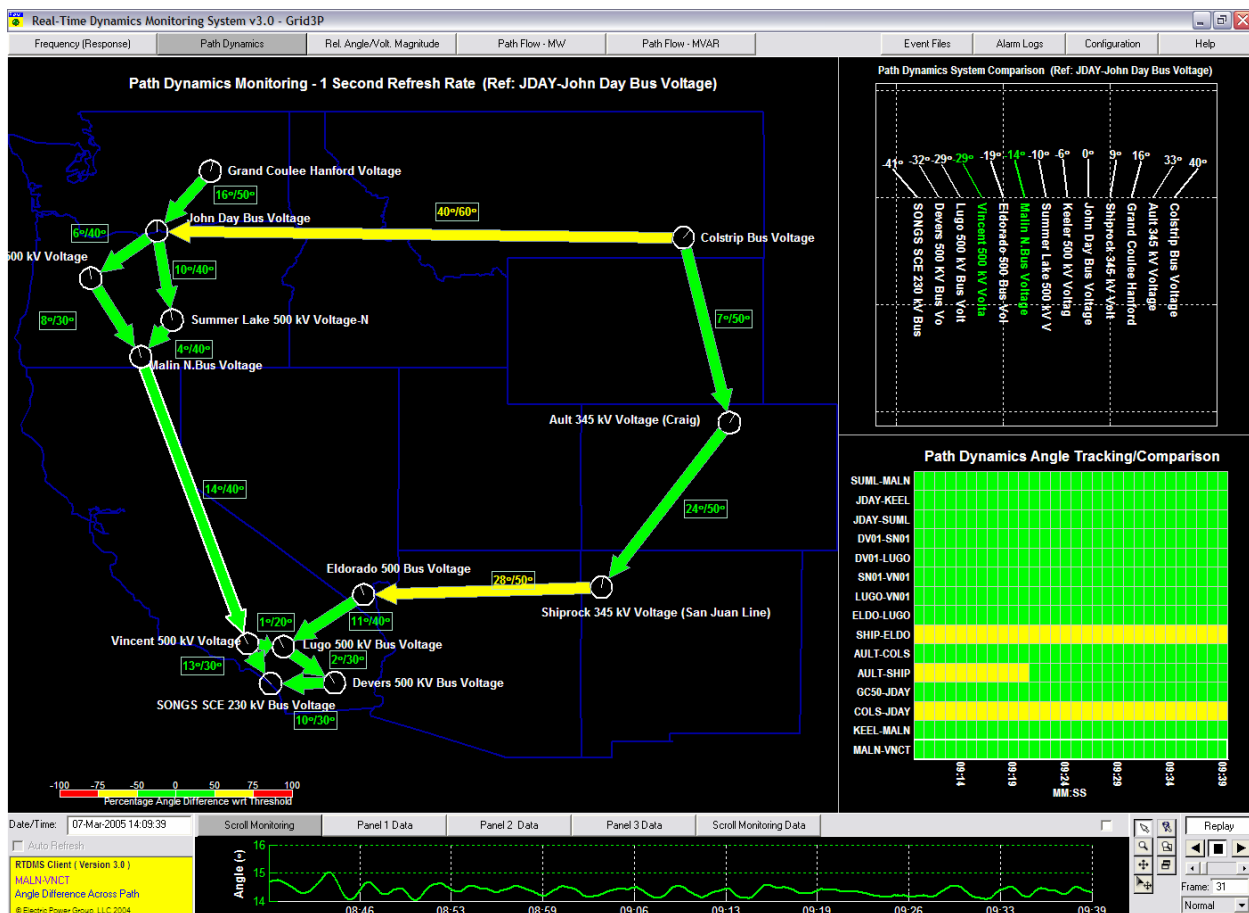 Real-Time Dynamics Monitoring System v3.0 - Grid3P
Frequency (Response) Path Dynamics Rel. Angle/Volt. Magnitude Path Flow - MW Path Flow - MVAR Event Files Alarm Logs Configuration Help
Path Dynamics Monitoring - 1 Second Refresh Rate (Ref: JDAY-John Day Bus Voltage)
Grand Coulee Hanford Voltage
16º/50º
John Day Bus Voltage
40º/60º
6º/40º
Colstrip Bus Voltage
500 kV Voltage
10º/40º
8º/30º
Summer Lake 500 kV Voltage-N
7º/50º
4º/40º
Malin N.Bus Voltage
Ault 345 kV Voltage (Craig)
14º/40º
24º/50º
Eldorado 500 Bus Voltage
28º/50º
Shiprock 345 kV Voltage (San Juan Line)
11º/40º
1º/20º
Vincent 500 kV Voltage
Lugo 500 kV Bus Voltage
13º/30º
2º/30º
Devers 500 KV Bus Voltage
SONGS SCE 230 kV Bus Voltage
10º/30º
-100 -75 -50 0 50 75 100
Percentage Angle Difference wrt Threshold
Path Dynamics System Comparison (Ref: JDAY-John Day Bus Voltage)
-41º -32º -29º -29º -19º -14º -10º -6º 0º 9º 16º 33º 40º
SONGS SCE 230 kV Bus
Devers 500 KV Bus Vo
Lugo 500 kV Bus Volt
Vincent 500 kV Volta
Eldorado 500 Bus Vol
Malin N.Bus Voltage
Summer Lake 500 kV V
Keeler 500 kV Voltag
John Day Bus Voltage
Shiprock 345 kV Volt
Grand Coulee Hanford
Ault 345 kV Voltage
Colstrip Bus Voltage
Path Dynamics Angle Tracking/Comparison
SUML-MALN
JDAY-KEEL
JDAY-SUML
DV01-SN01
DV01-LUGO
SN01-VN01
LUGO-VN01
ELDO-LUGO
SHIP-ELDO
AULT-COLS
AULT-SHIP
GC50-JDAY
COLS-JDAY
KEEL-MALN
MALN-VNCT
09:14 09:19 09:24 09:29 09:34 09:39
MM:SS
Date/Time: 07-Mar-2005 14:09:39
Auto Refresh
RTDMS Client ( Version 3.0 )
MALN-VNCT
Angle Difference Across Path
© Electric Power Group, LLC 2004
Scroll Monitoring Panel 1 Data Panel 2 Data Panel 3 Data Scroll Monitoring Data
Angle (º)
16
15
14
08:46 08:53 08:59 09:06 09:13 09:19 09:26 09:33 09:39
Replay
Frame: 31
Normal